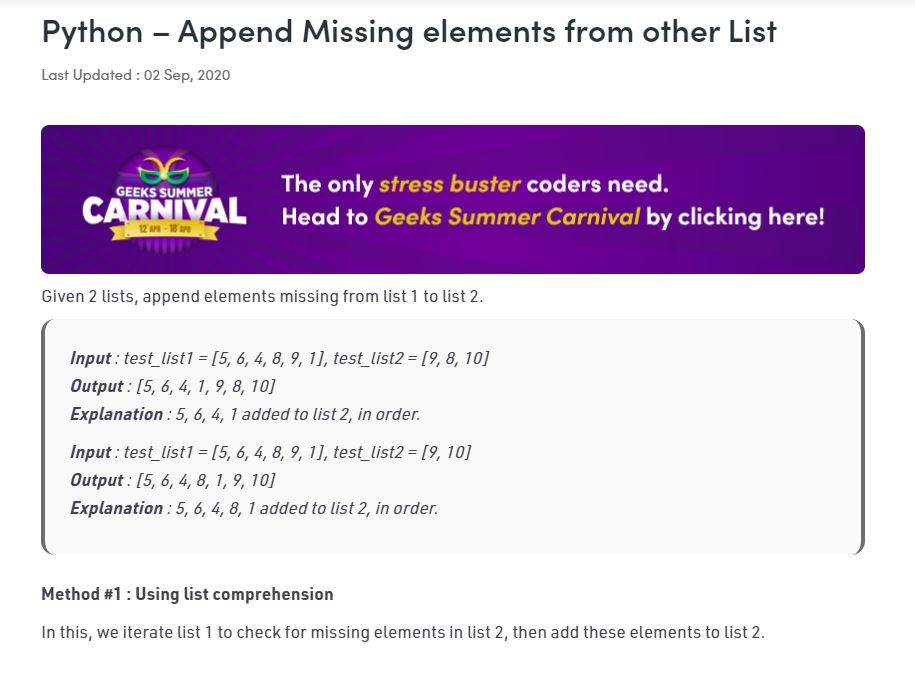 Python – Append Missing elements from other List
Last Updated : 02 Sep, 2020
GEEKS SUMMER
CARNIVAL
12 APR - 18 APR
The only stress buster coders need.
Head to Geeks Summer Carnival by clicking here!
Given 2 lists, append elements missing from list 1 to list 2.
Input : test_list1 = [5, 6, 4, 8, 9, 1], test_list2 = [9, 8, 10]
Output : [5, 6, 4, 1, 9, 8, 10]
Explanation : 5, 6, 4, 1 added to list 2, in order.
Input : test_list1 = [5, 6, 4, 8, 9, 1], test_list2 = [9, 10]
Output : [5, 6, 4, 8, 1, 9, 10]
Explanation : 5, 6, 4, 8, 1 added to list 2, in order.
Method #1 : Using list comprehension
In this, we iterate list 1 to check for missing elements in list 2, then add these elements to list 2.